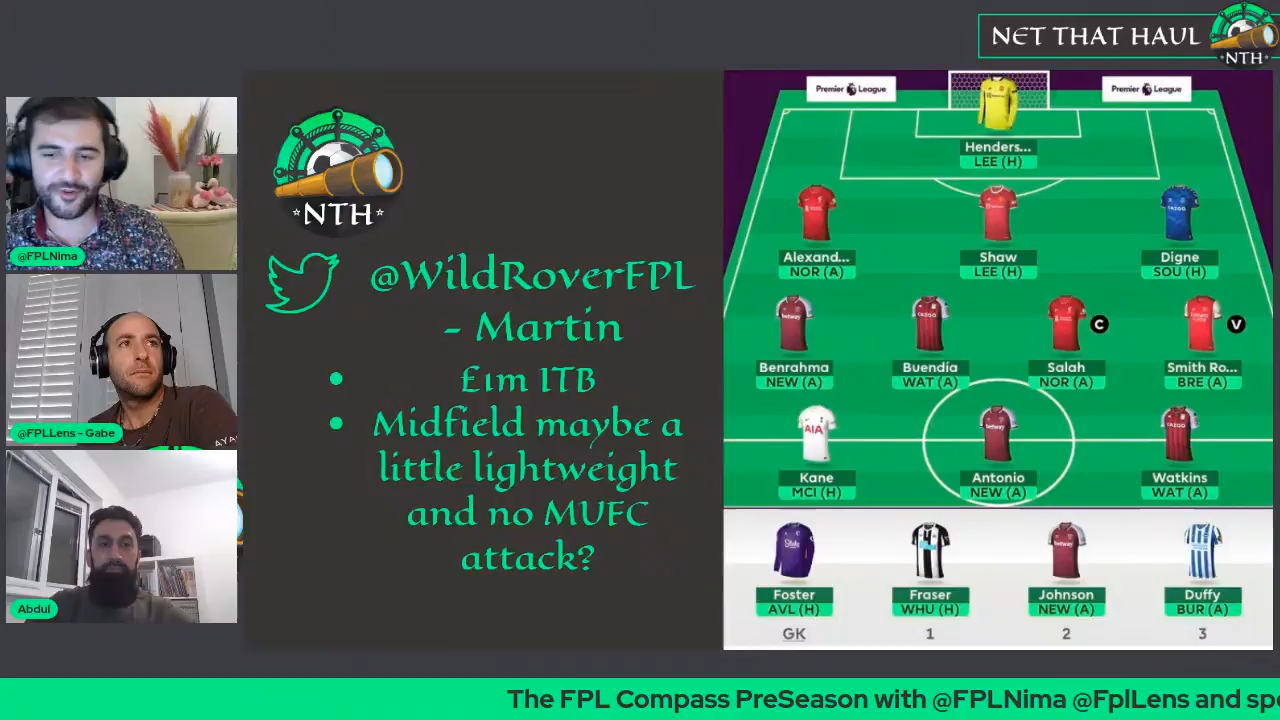 NET THAT HAUL
NTH
@FPLNima
@FPLLens - Gabe
Abdul
NTH
@WildRoverFPL
- Martin
• £1m ITB
• Midfield maybe a
little lightweight
and no MUFC
attack?
Premier League
Premier League
Henders...
LEE (H)
Alexand...
NOR (A)
Shaw
LEE (H)
Digne
SOU (H)
Benrahma
NEW (A)
Buendía
WAT (A)
Salah
NOR (A)
C
Smith Ro...
BRE (A)
V
Kane
MCI (H)
AIA
Antonio
NEW (A)
betway
Watkins
WAT (A)
Foster
AVL (H)
GK
Fraser
WHU (H)
1
Johnson
NEW (A)
2
Duffy
BUR (A)
3
The FPL Compass PreSeason with @FPLNima @FplLens and spe